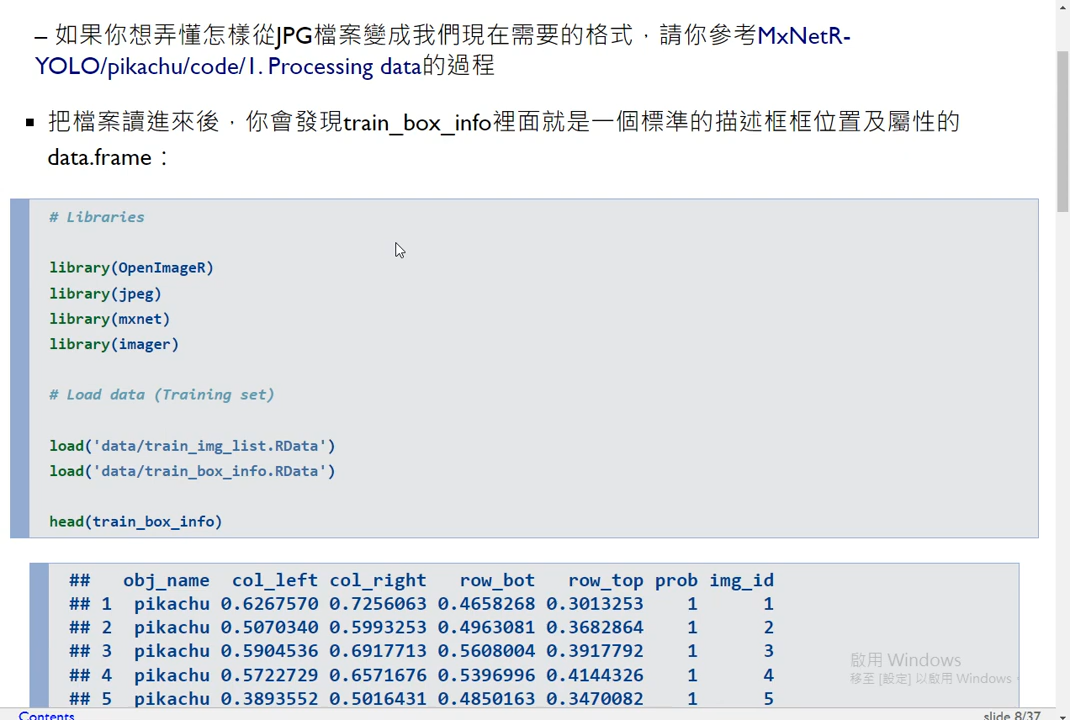 – 如果你想弄懂怎樣從JPG檔案變成我們現在需要的格式，請你參考MxNetR-
YOLO/pikachu/code/1. Processing data的過程
▪ 把檔案讀進來後，你會發現train_box_info裡面就是一個標準的描述框框位置及屬性的
data.frame：
# Libraries
library(OpenImageR)
library(jpeg)
library(mxnet)
library(imager)
# Load data (Training set)
load('data/train_img_list.RData')
load('data/train_box_info.RData')
head(train_box_info)
## obj_name col_left col_right row_bot row_top prob img_id
## 1 pikachu 0.6267570 0.7256063 0.4658268 0.3013253 1 1
## 2 pikachu 0.5070340 0.5993253 0.4963081 0.3682864 1 2
## 3 pikachu 0.5904536 0.6917713 0.5608004 0.3917792 1 3
## 4 pikachu 0.5722729 0.6571676 0.5396996 0.4144326 1 4
## 5 pikachu 0.3893552 0.5016431 0.4850163 0.3470082 1 5
啟用 Windows
移至 [設定] 以啟用 Windows。
Contents
slide 8/37